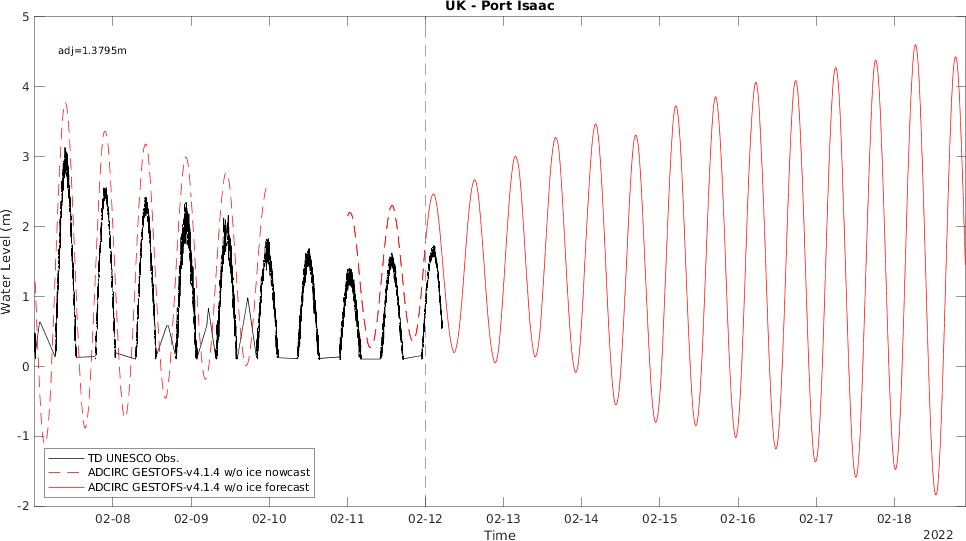 UK - Port Isaac
adj=1.3795m
Water Level (m)
5
4
3
2
1
0
-1
-2
TD UNESCO Obs.
ADCIRC GESTOFS-v4.1.4 w/o ice nowcast
ADCIRC GESTOFS-v4.1.4 w/o ice forecast
02-08 02-09 02-10 02-11 02-12 02-13 02-14 02-15 02-16 02-17 02-18
Time
2022